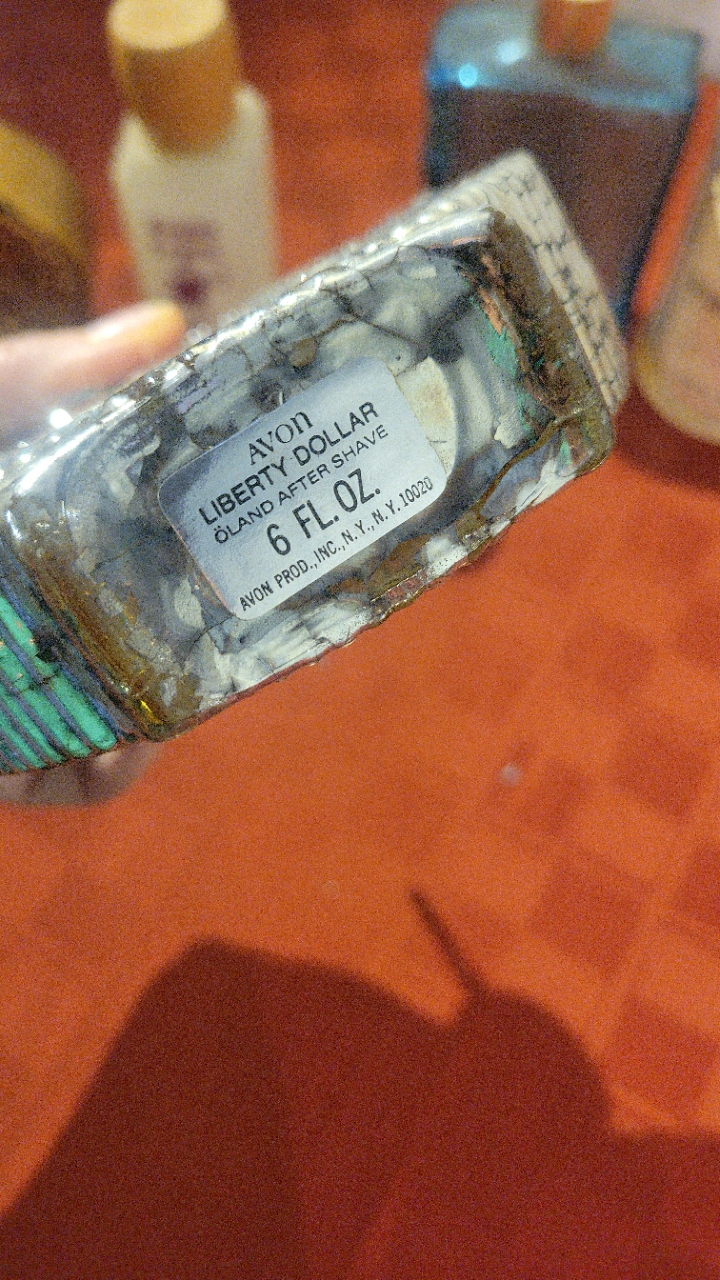 AVON
LIBERTY DOLLAR
ÖLAND AFTER SHAVE
6 FL. OZ.
AVON PROD., INC., N.Y., N.Y. 10020